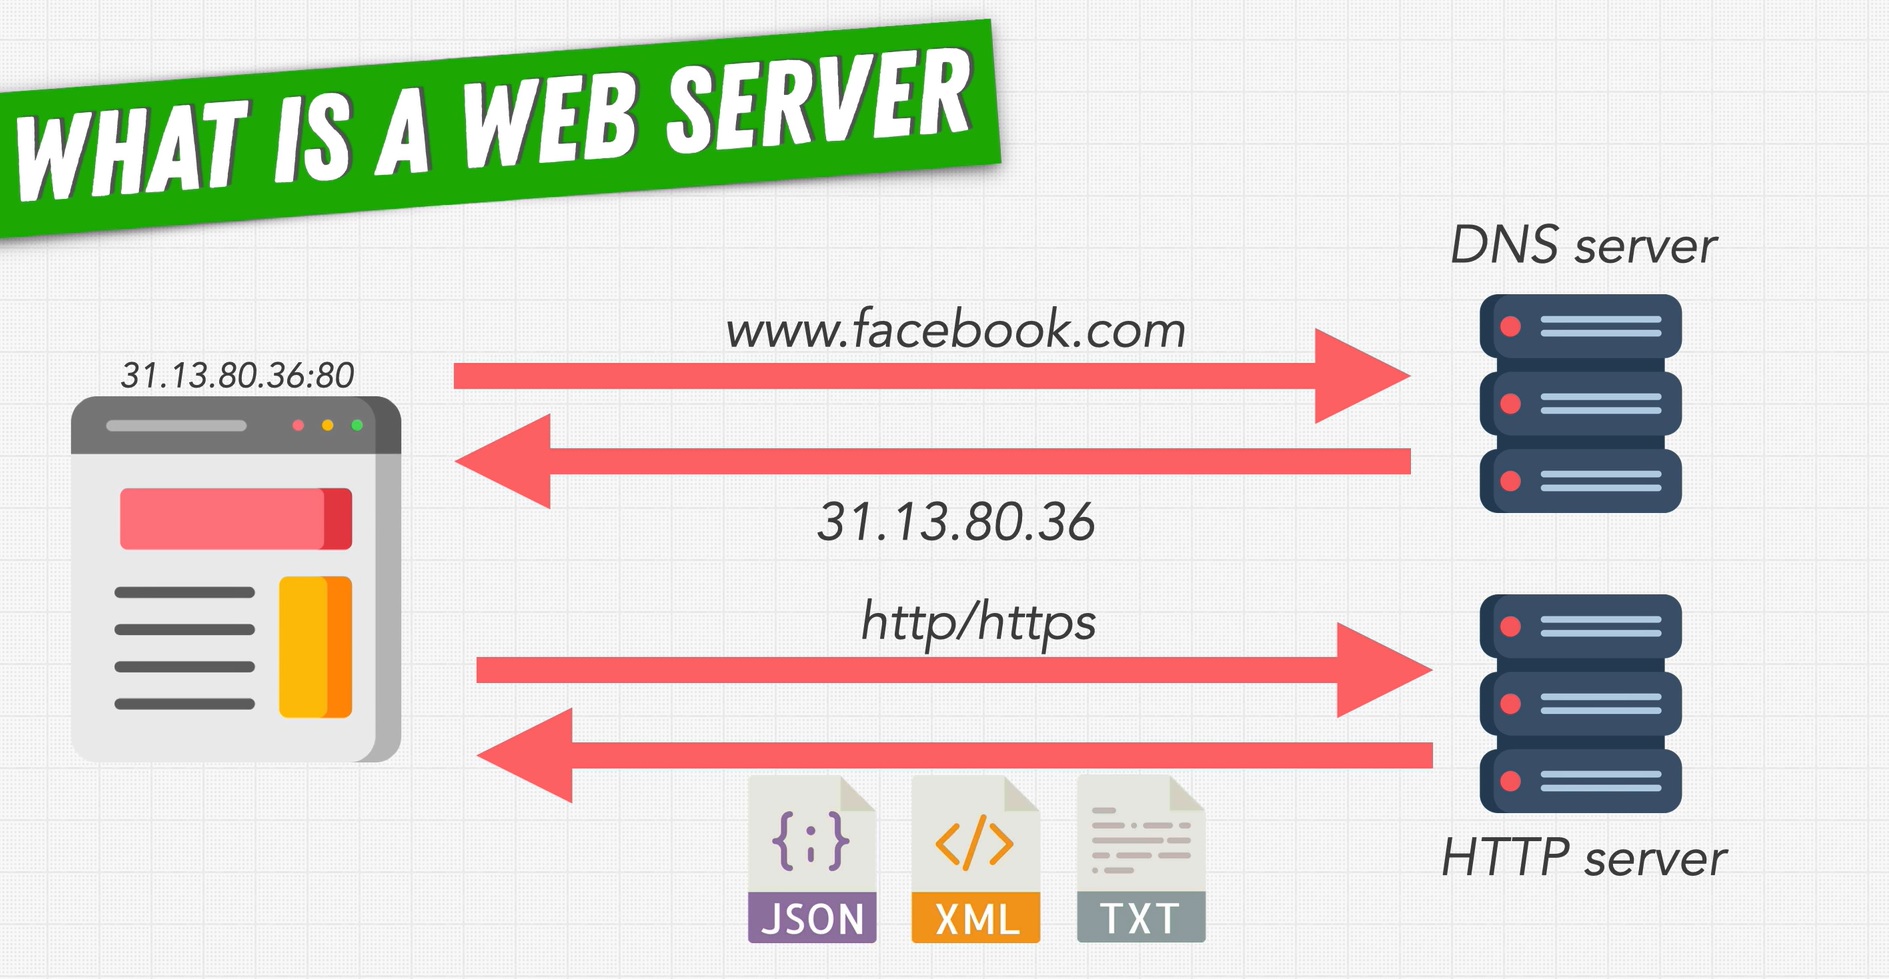 WHAT IS A WEB SERVER
DNS server
www.facebook.com
31.13.80.36:80
31.13.80.36
http/https
HTTP server
JSON
XML
TXT